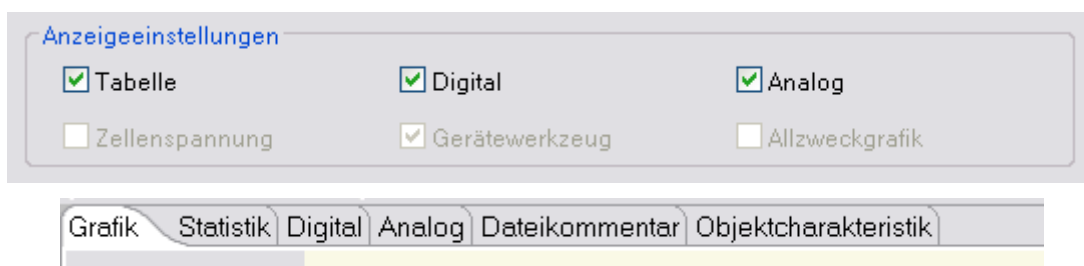 Anzeigeeinstellungen
Tabelle Digital Analog
Zellenspannung Gerätewerkzeug Allzweckgrafik
Grafik Statistik Digital Analog Dateikommentar Objektcharakteristik